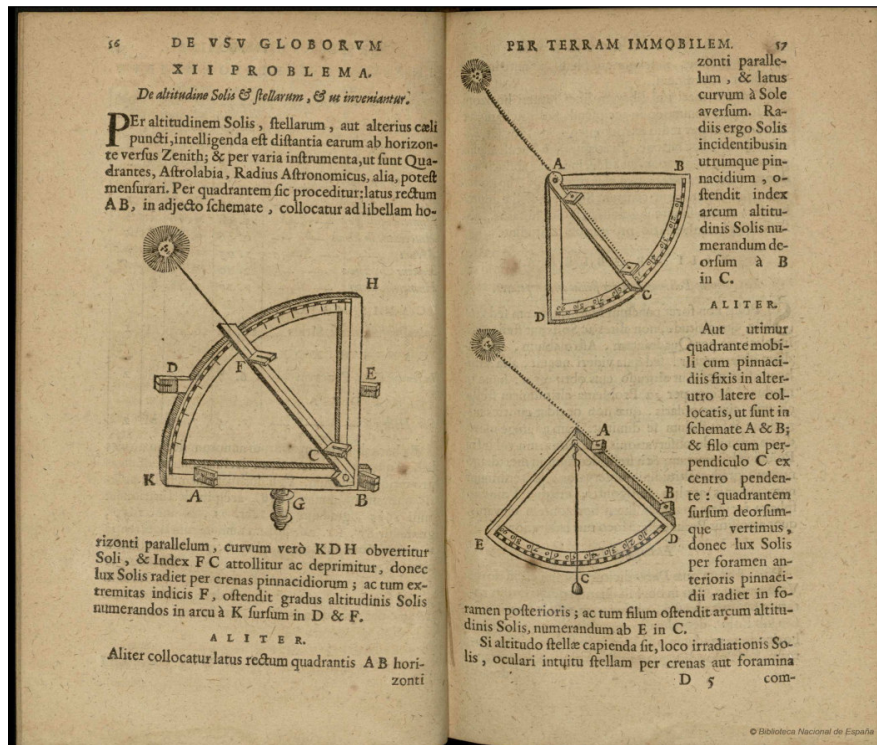 56 DE VSV GLOBORVM
XII PROBLEMA.
De altitudine Solis & ſtellarum, & ut inveniantur.
PEr altitudinem Solis, ſtellarum, aut alterius cæli
puncti, intelligenda eſt diſtantia earum ab horizon-
te verſus Zenith; & per varia inſtrumenta, ut ſunt Qua-
drantes, Aſtrolabia, Radius Aſtronomicus, alia, poteſt
menſurari. Per quadrantem ſic proceditur: latus rectum
A B, in adjecto ſchemate, collocatur ad libellam ho-
H
D
F
E
C
K
A
G
B
rizonti parallelum, curvum verò K D H obvertitur
Soli, & Index F C attollitur ac deprimitur, donec
lux Solis radiet per crenas pinnacidiorum; ac tum ex-
tremitas indicis F, oſtendit gradus altitudinis Solis
numerandos in arcu à K ſurſum in D & F.
ALITER.
Aliter collocatur latus rectum quadrantis A B hori-
zonti
PER TERRAM IMMOBILEM. 57
zonti paralle-
lum, & latus
curvum à Sole
averſum. Ra-
diis ergo Solis
incidentibus in
utrumque pin-
nacidium, o-
ſtendit index
arcum altitu-
dinis Solis nu-
merandum de-
orſum à B
in C.
A
B
D
C
ALITER.
Aut utimur
quadrante mobi-
li cum pinnaci-
diis fixis in alter-
utro latere col-
locatis, ut ſunt in
ſchemate A & B;
& filo cum per-
pendiculo C ex
centro penden-
te: quadrantem
ſurſum deorſum-
que vertimus,
donec lux Solis
per foramen an-
terioris pinnaci-
dii radiet in fo-
A
B
E
D
C
ramen poſterioris; ac tum filum oſtendit arcum altitu-
dinis Solis, numerandum ab E in C.
Si altitudo ſtellæ capienda ſit, loco irradiationis So-
lis, oculari intuitu ſtellam per crenas aut foramina
D 5 com-
© Biblioteca Nacional de España